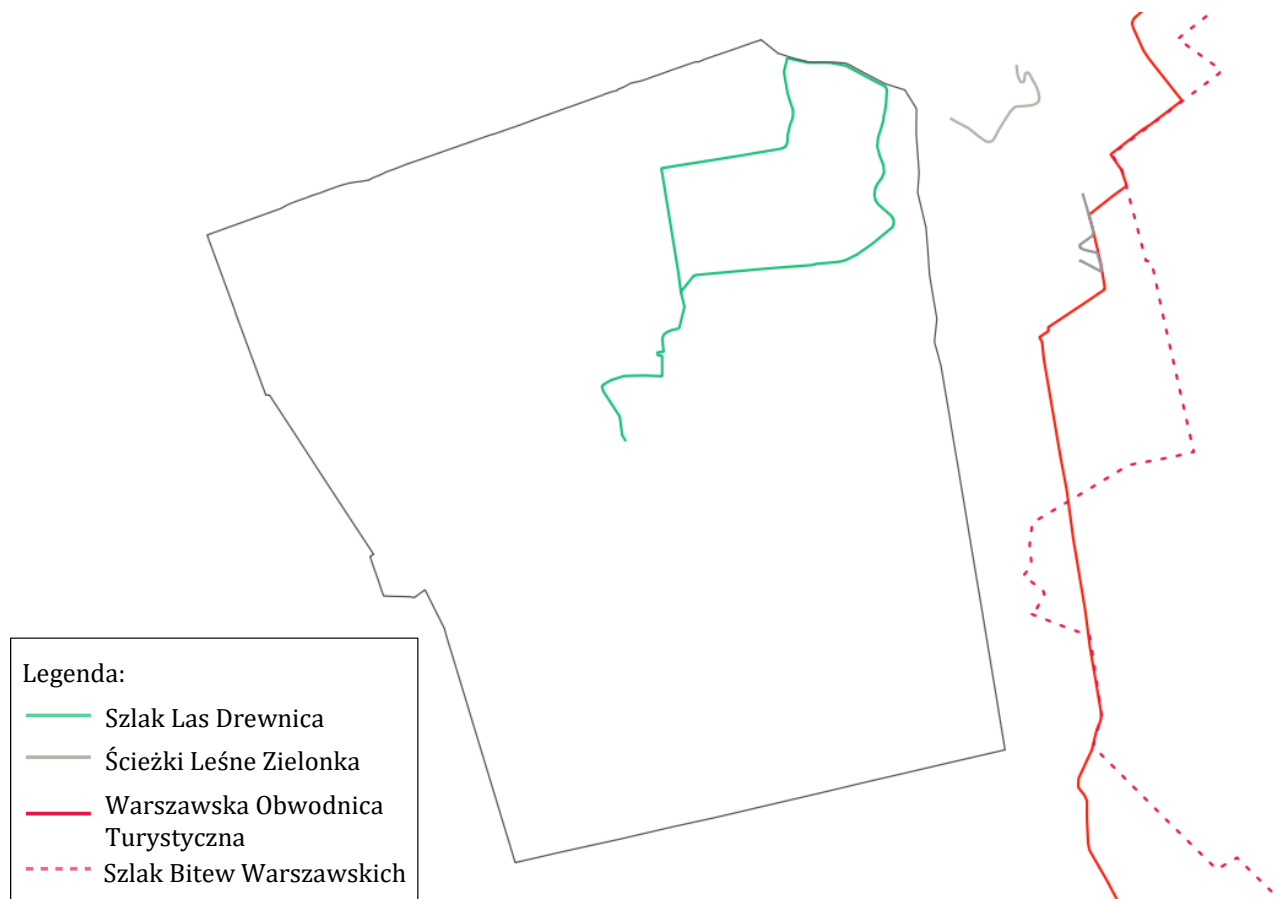 Legenda:
Szlak Las Drewnica
Ścieżki Leśne Zielonka
Warszawska Obwodnica
Turystyczna
Szlak Bitew Warszawskich